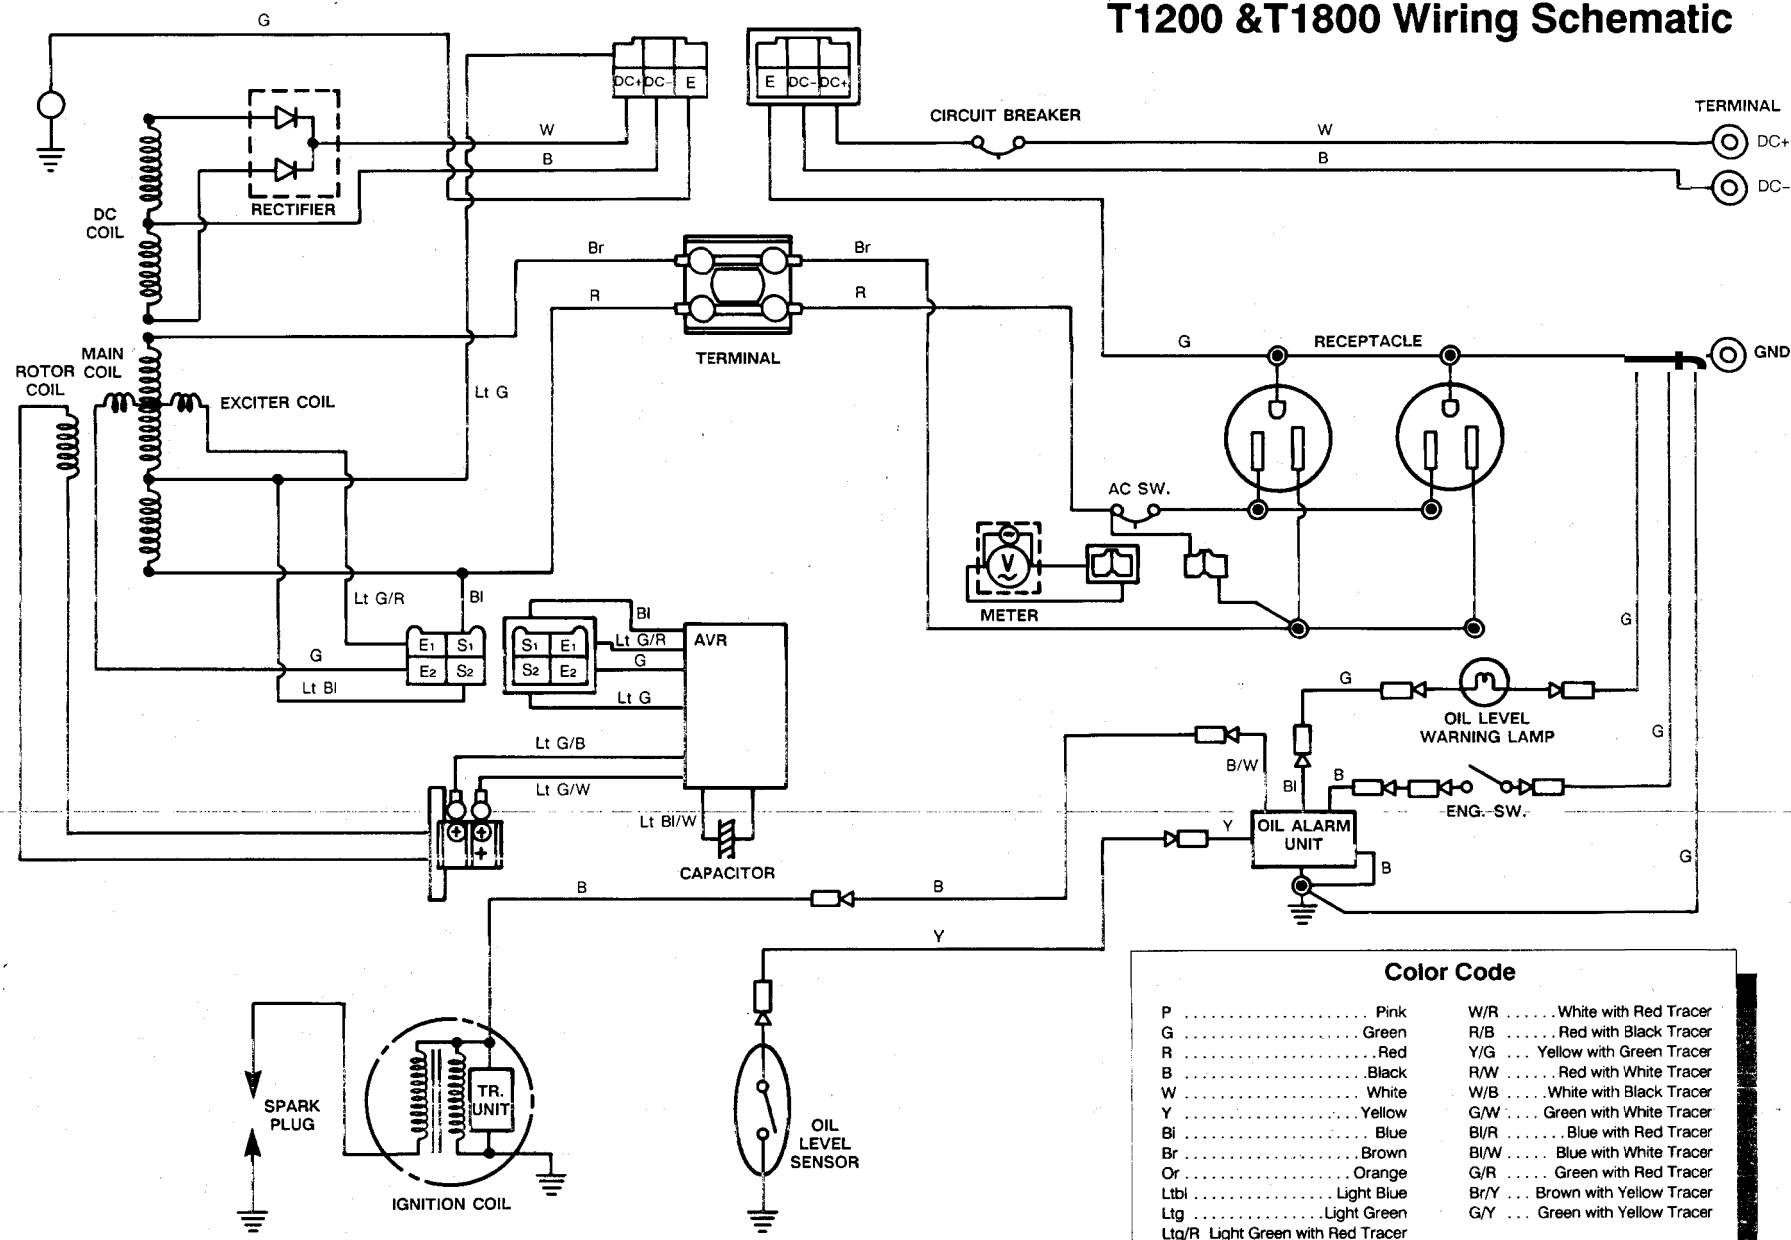 T1200 &T1800 Wiring Schematic
G
DC+ DC- E
E DC- DC+
CIRCUIT BREAKER
TERMINAL
W
W
DC+
B
B
DC-
RECTIFIER
DC
COIL
Br
Br
R
R
TERMINAL
MAIN
COIL
ROTOR
COIL
EXCITER COIL
Lt G
G
RECEPTACLE
GND
AC SW.
V
METER
Lt G/R
Bl
E1 S1
E2 S2
G
Lt Bl
S1 E1
S2 E2
Bl
Lt G/R
G
Lt G
AVR
Lt G/B
Lt G/W
Lt Bl/W
CAPACITOR
G
G
OIL LEVEL
WARNING LAMP
G
B/W
Bl
B
ENG. SW.
Y
OIL ALARM
UNIT
B
G
B
B
Y
SPARK
PLUG
TR.
UNIT
IGNITION COIL
OIL
LEVEL
SENSOR
Color Code
P ..................... Pink
G ..................... Green
R ..................... Red
B ..................... Black
W ..................... White
Y ..................... Yellow
Bl ..................... Blue
Br ..................... Brown
Or ..................... Orange
Ltbl .............. Light Blue
Ltg .............. Light Green
Ltg/R Light Green with Red Tracer
W/R ...... White with Red Tracer
R/B ...... Red with Black Tracer
Y/G ... Yellow with Green Tracer
R/W ...... Red with White Tracer
W/B ..... White with Black Tracer
G/W .... Green with White Tracer
Bl/R ....... Blue with Red Tracer
Bl/W ..... Blue with White Tracer
G/R ..... Green with Red Tracer
Br/Y ... Brown with Yellow Tracer
G/Y ... Green with Yellow Tracer